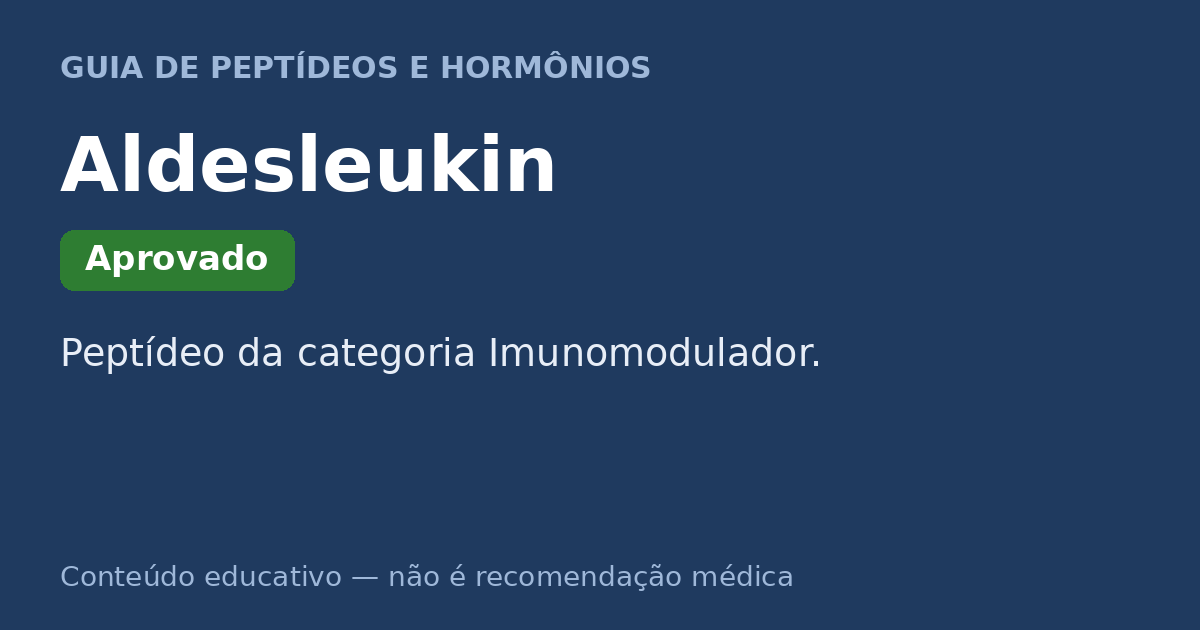 GUIA DE PEPTÍDEOS E HORMÔNIOS
Aldesleukin
Aprovado
Peptídeo da categoria Imunomodulador.
Conteúdo educativo — não é recomendação médica